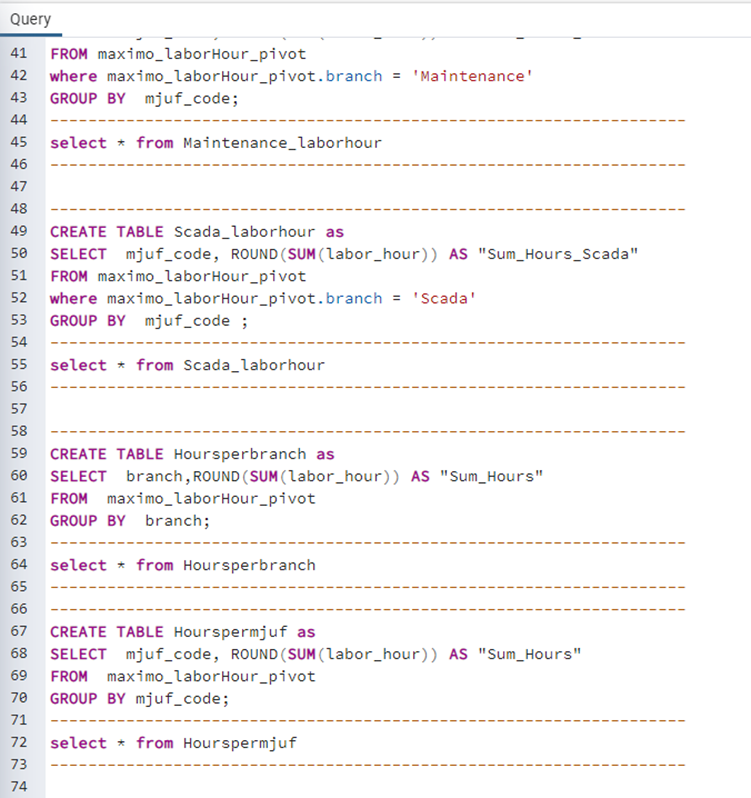 Query
41 FROM maximo_laborHour_pivot
42 where maximo_laborHour_pivot.branch = 'Maintenance'
43 GROUP BY  mjuf_code;
44 -------------------------------------------------------------------
45 select * from Maintenance_laborhour
46 -------------------------------------------------------------------
47
48 -------------------------------------------------------------------
49 CREATE TABLE Scada_laborhour as
50 SELECT  mjuf_code, ROUND(SUM(labor_hour)) AS "Sum_Hours_Scada"
51 FROM maximo_laborHour_pivot
52 where maximo_laborHour_pivot.branch = 'Scada'
53 GROUP BY  mjuf_code ;
54 -------------------------------------------------------------------
55 select * from Scada_laborhour
56 -------------------------------------------------------------------
57
58 -------------------------------------------------------------------
59 CREATE TABLE Hoursperbranch as
60 SELECT  branch,ROUND(SUM(labor_hour)) AS "Sum_Hours"
61 FROM  maximo_laborHour_pivot
62 GROUP BY  branch;
63 -------------------------------------------------------------------
64 select * from Hoursperbranch
65 -------------------------------------------------------------------
66 -------------------------------------------------------------------
67 CREATE TABLE Hourspermjuf as
68 SELECT  mjuf_code, ROUND(SUM(labor_hour)) AS "Sum_Hours"
69 FROM  maximo_laborHour_pivot
70 GROUP BY mjuf_code;
71 -------------------------------------------------------------------
72 select * from Hourspermjuf
73 -------------------------------------------------------------------
74